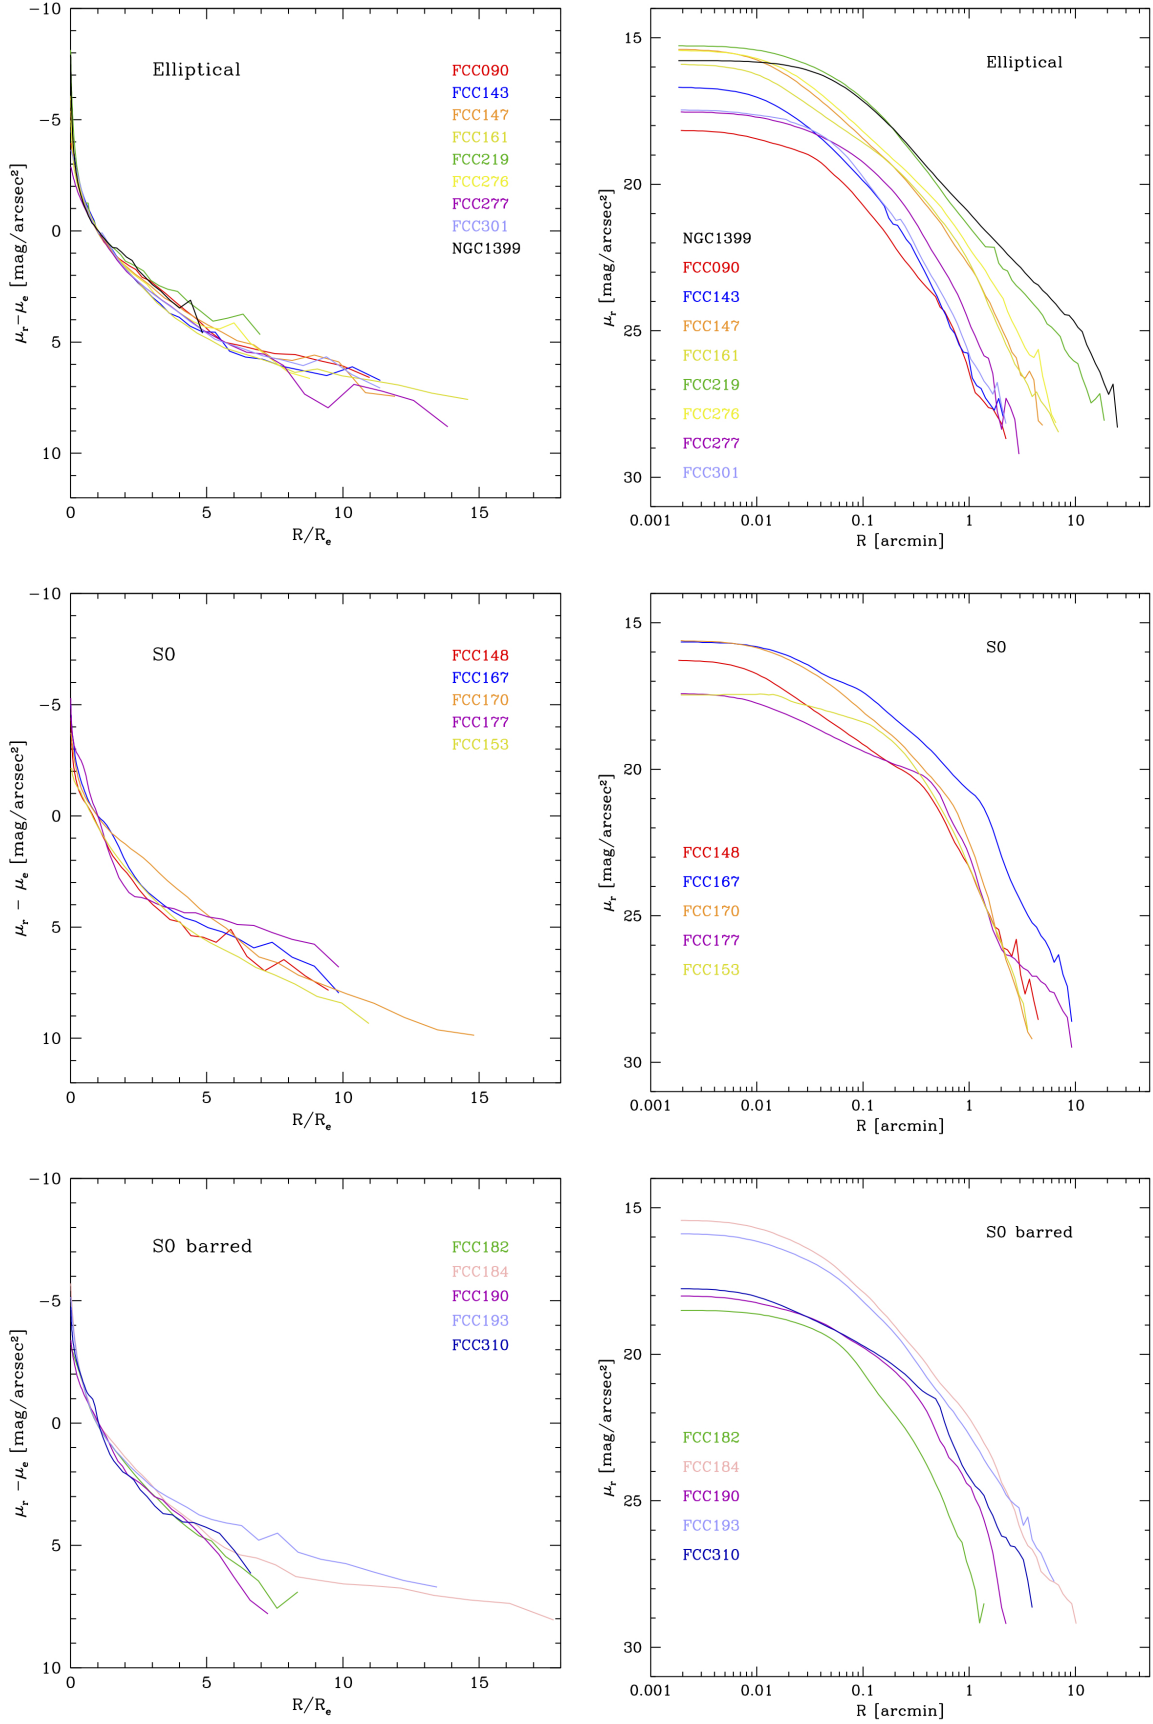 −10
−5
0
5
10
0
5
10
15
μr−μe [mag/arcsec²]
R/Re
Elliptical
FCC090
FCC143
FCC147
FCC161
FCC219
FCC276
FCC277
FCC301
NGC1399
15
20
25
30
0.001
0.01
0.1
1
10
μr [mag/arcsec²]
R [arcmin]
Elliptical
NGC1399
FCC090
FCC143
FCC147
FCC161
FCC219
FCC276
FCC277
FCC301
−10
−5
0
5
10
0
5
10
15
μr − μe [mag/arcsec²]
R/Re
S0
FCC148
FCC167
FCC170
FCC177
FCC153
15
20
25
30
0.001
0.01
0.1
1
10
μr [mag/arcsec²]
R [arcmin]
S0
FCC148
FCC167
FCC170
FCC177
FCC153
−10
−5
0
5
10
0
5
10
15
μr −μe [mag/arcsec²]
R/Re
S0 barred
FCC182
FCC184
FCC190
FCC193
FCC310
15
20
25
30
0.001
0.01
0.1
1
10
μr [mag/arcsec²]
R [arcmin]
S0 barred
FCC182
FCC184
FCC190
FCC193
FCC310